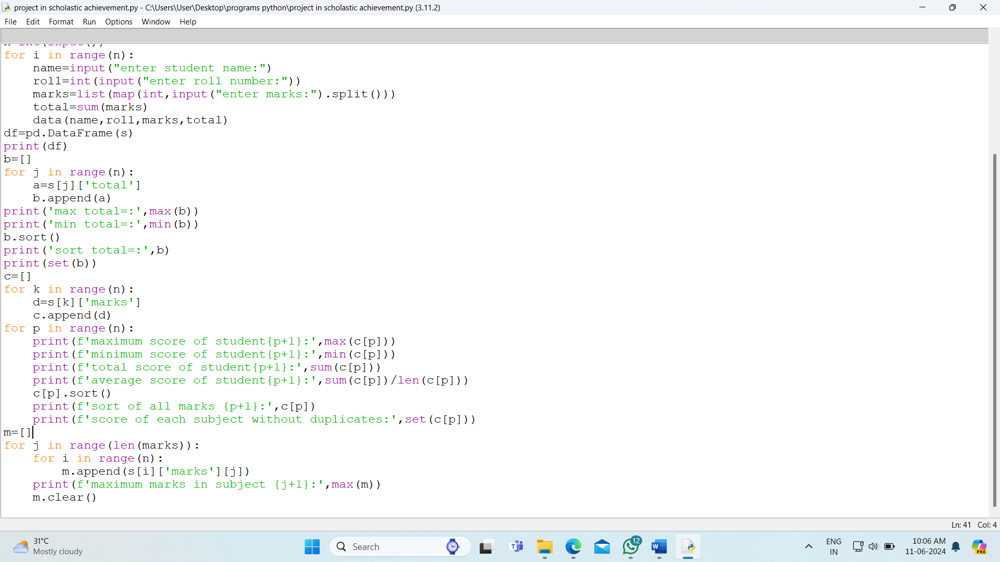 project in scholastic achievement.py - C:\Users\User\Desktop\programs python\project in scholastic achievement.py (3.11.2)
File Edit Format Run Options Window Help
for i in range(n):
    name=input("enter student name:")
    roll=int(input("enter roll number:"))
    marks=list(map(int,input("enter marks:").split()))
    total=sum(marks)
    data(name,roll,marks,total)
df=pd.DataFrame(s)
print(df)
b=[]
for j in range(n):
    a=s[j]['total']
    b.append(a)
print('max total=:',max(b))
print('min total=:',min(b))
b.sort()
print('sort total=:',b)
print(set(b))
c=[]
for k in range(n):
    d=s[k]['marks']
    c.append(d)
for p in range(n):
    print(f'maximum score of student{p+1}:',max(c[p]))
    print(f'minimum score of student{p+1}:',min(c[p]))
    print(f'total score of student{p+1}:',sum(c[p]))
    print(f'average score of student{p+1}:',sum(c[p])/len(c[p]))
    c[p].sort()
    print(f'sort of all marks {p+1}:',c[p])
    print(f'score of each subject without duplicates:',set(c[p]))
m=[]
for j in range(len(marks)):
    for i in range(n):
        m.append(s[i]['marks'][j])
    print(f'maximum marks in subject {j+1}:',max(m))
    m.clear()
Ln: 41 Col: 4
31°C
Mostly cloudy
Search
12
ENG
IN
10:06 AM
11-06-2024
PRE